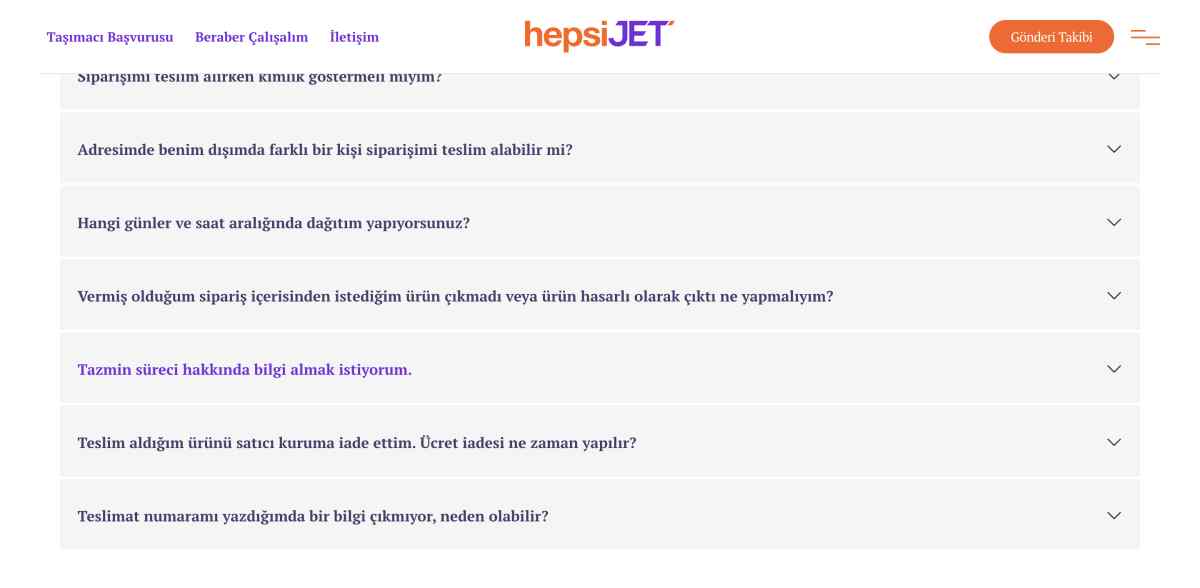 Taşımacı Başvurusu Beraber Çalışalım İletişim hepsiJET Gönderi Takibi
Siparişimi teslim alırken kimlik göstermeli miyim?
Adresimde benim dışımda farklı bir kişi siparişimi teslim alabilir mi?
Hangi günler ve saat aralığında dağıtım yapıyorsunuz?
Vermiş olduğum sipariş içerisinden istediğim ürün çıkmadı veya ürün hasarlı olarak çıktı ne yapmalıyım?
Tazmin süreci hakkında bilgi almak istiyorum.
Teslim aldığım ürünü satıcı kuruma iade ettim. Ücret iadesi ne zaman yapılır?
Teslimat numaramı yazdığımda bir bilgi çıkmıyor, neden olabilir?